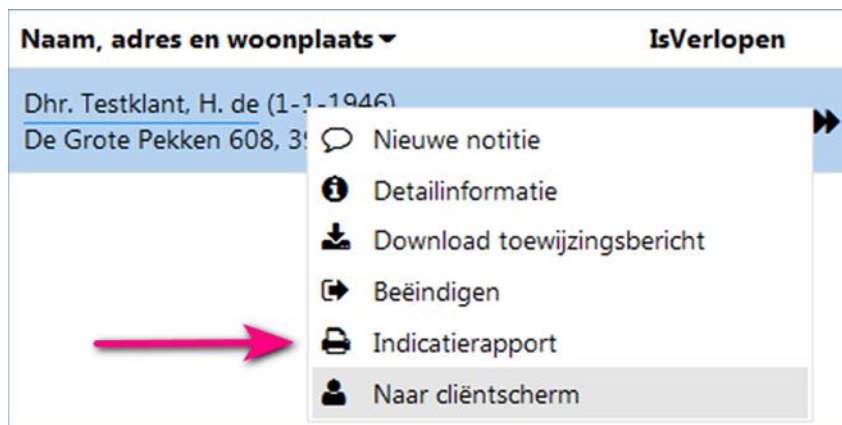 Naam, adres en woonplaats IsVerlopen
Dhr. Testklant, H. de (1-1-1946)
De Grote Pekken 608, 3
Nieuwe notitie
Detailinformatie
Download toewijzingsbericht
Beëindigen
Indicatierapport
Naar cliëntscherm